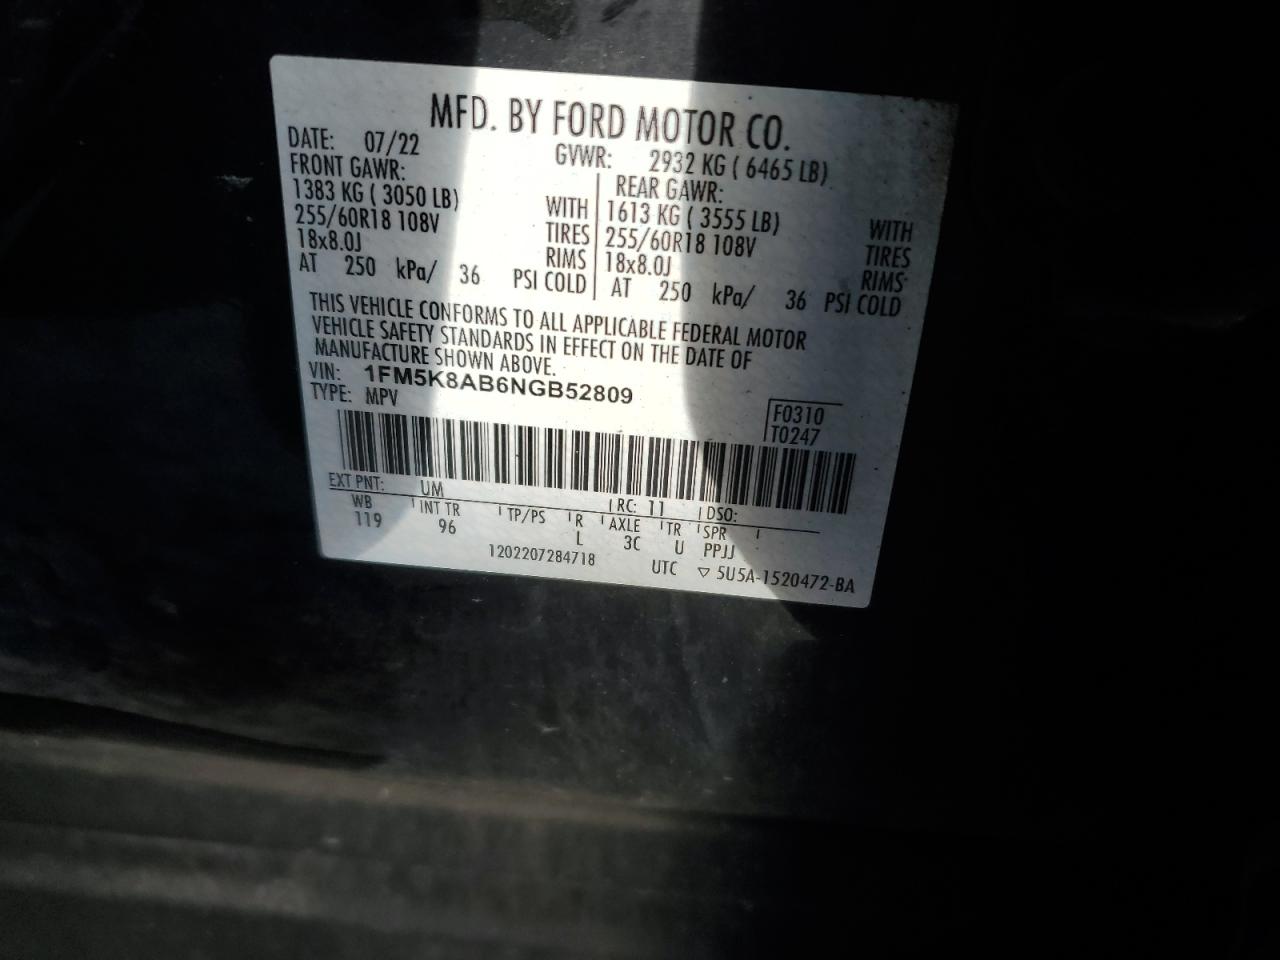 MFD. BY FORD MOTOR CO.
DATE: 07/22 GVWR: 2932 KG ( 6465 LB)
FRONT GAWR: REAR GAWR:
1383 KG ( 3050 LB) WITH 1613 KG ( 3555 LB) WITH
255/60R18 108V TIRES 255/60R18 108V TIRES
18x8.0J RIMS 18x8.0J RIMS
AT 250 kPa/ 36 PSI COLD AT 250 kPa/ 36 PSI COLD
THIS VEHICLE CONFORMS TO ALL APPLICABLE FEDERAL MOTOR
VEHICLE SAFETY STANDARDS IN EFFECT ON THE DATE OF
MANUFACTURE SHOWN ABOVE.
VIN: 1FM5K8AB6NGB52809
TYPE: MPV
F0310
T0247
EXT PNT: UM RC: 11 DSO:
WB INT TR TP/PS R AXLE TR SPR
119 96 L 3C U PPJJ
1202207284718 UTC ▽ 5U5A-1520472-BA